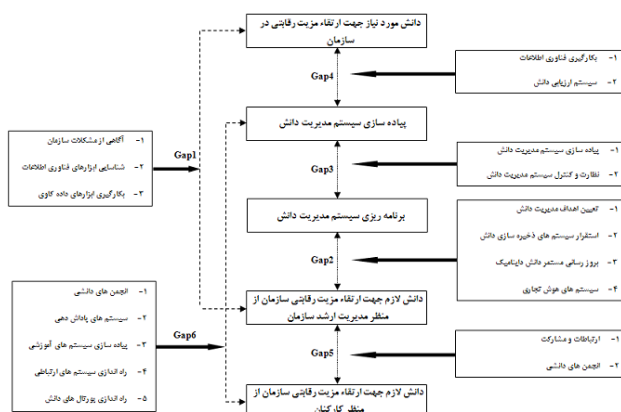 دانش مورد نیاز جهت ارتقاء مزیت رقابتی در
سازمان
Gap4
۱- بکارگیری فناوری اطلاعات
۲- سیستم ارزیابی دانش
پیاده سازی سیستم مدیریت دانش
Gap1
۱- آگاهی از مشکلات سازمان
۲- شناسایی ابزارهای فناوری اطلاعات
۳- بکارگیری ابزارهای داده کاوی
Gap3
۱- پیاده سازی سیستم مدیریت دانش
۲- نظارت و کنترل سیستم مدیریت دانش
برنامه ریزی سیستم مدیریت دانش
Gap2
۱- تعیین اهداف مدیریت دانش
۲- استقرار سیستم های ذخیره سازی دانش
۳- بروز رسانی مستمر دانش داینامیک
۴- سیستم های هوش تجاری
دانش لازم جهت ارتقاء مزیت رقابتی سازمان از
منظر مدیریت ارشد سازمان
Gap6
۱- انجمن های دانشی
۲- سیستم های پاداش دهی
۳- پیاده سازی سیستم های آموزشی
۴- راه اندازی سیستم های ارتباطی
۵- راه اندازی پورتال های دانش
Gap5
۱- ارتباطات و مشارکت
۲- انجمن های دانشی
دانش لازم جهت ارتقاء مزیت رقابتی سازمان از
منظر کارکنان